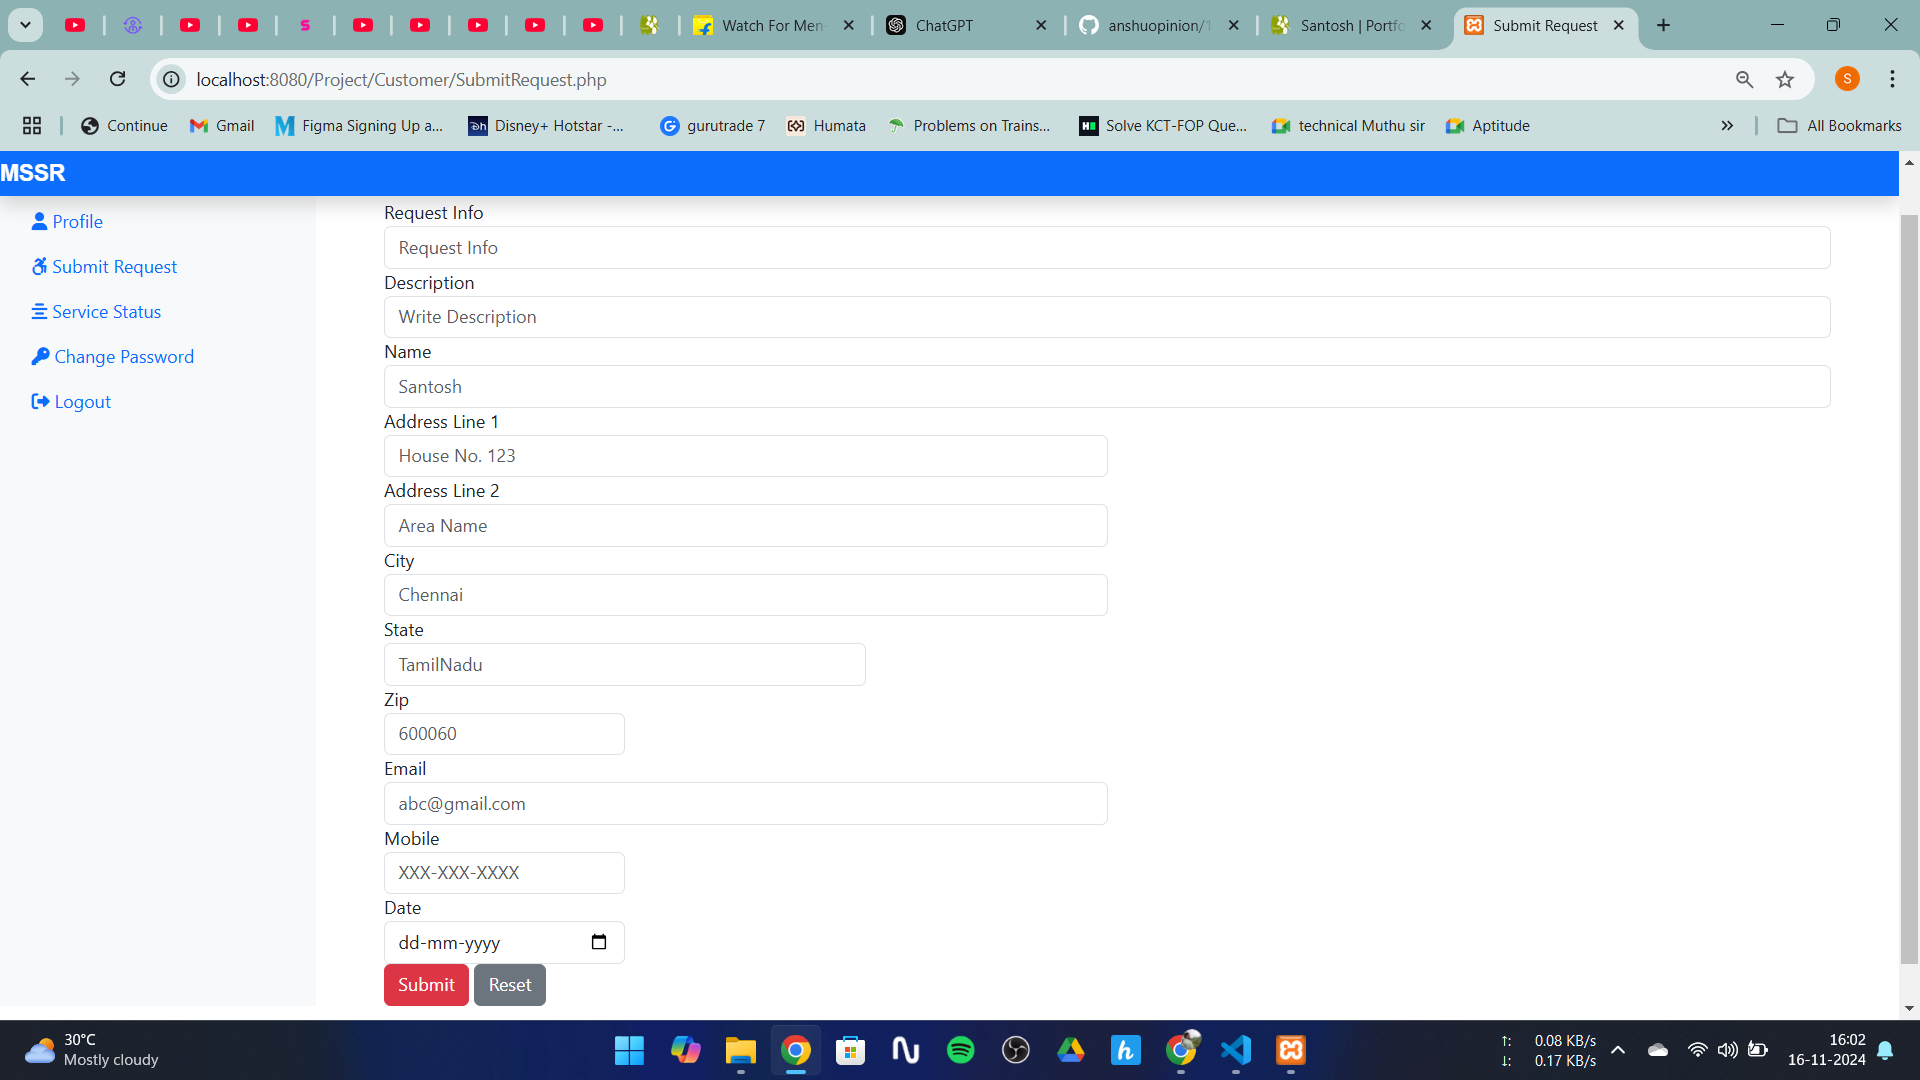 Watch For Men
ChatGPT
anshuopinion/1
Santosh | Portfo
Submit Request
localhost:8080/Project/Customer/SubmitRequest.php
S
Continue
Gmail
Figma Signing Up a...
Disney+ Hotstar -...
gurutrade 7
Humata
Problems on Trains...
Solve KCT-FOP Que...
technical Muthu sir
Aptitude
All Bookmarks
MSSR
Profile
Submit Request
Service Status
Change Password
Logout
Request Info
Request Info
Description
Write Description
Name
Santosh
Address Line 1
House No. 123
Address Line 2
Area Name
City
Chennai
State
TamilNadu
Zip
600060
Email
abc@gmail.com
Mobile
XXX-XXX-XXXX
Date
dd-mm-yyyy
Submit
Reset
30°C
Mostly cloudy
↑: 0.08 KB/s
↓: 0.17 KB/s
16:02
16-11-2024